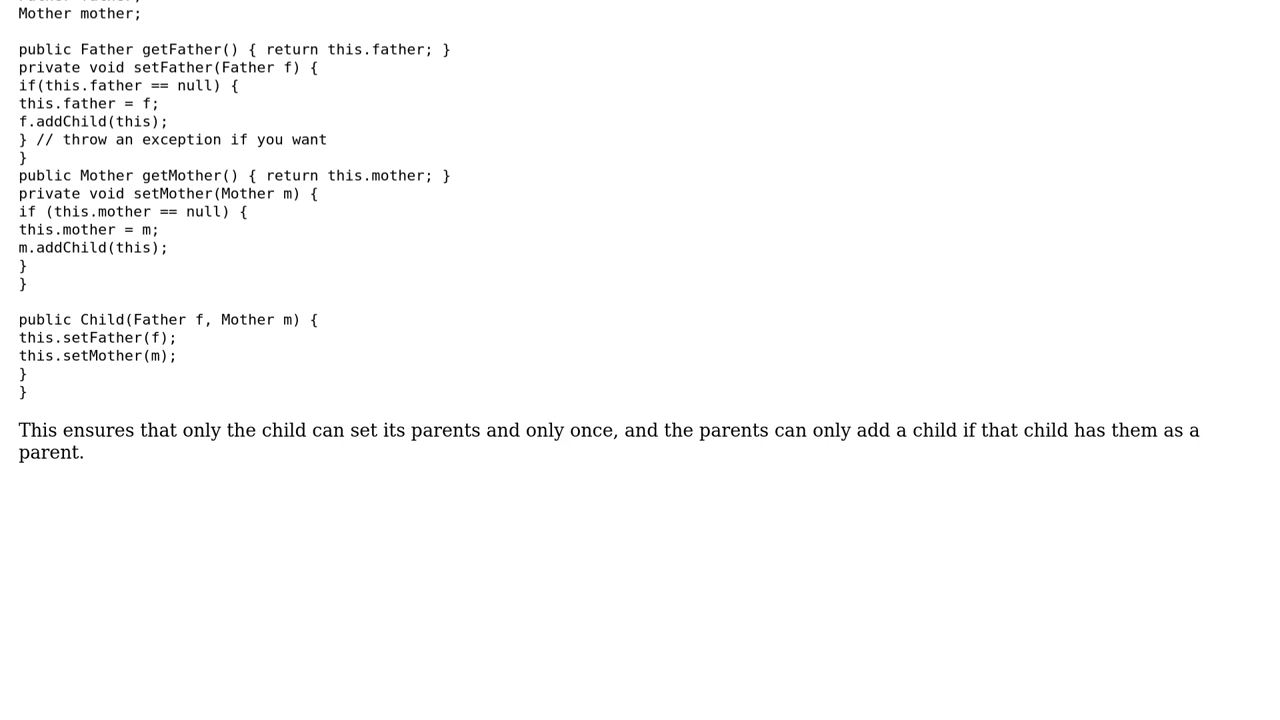 Mother mother;
public Father getFather() { return this.father; }
private void setFather(Father f) {
if(this.father == null) {
this.father = f;
f.addChild(this);
} // throw an exception if you want
}
public Mother getMother() { return this.mother; }
private void setMother(Mother m) {
if (this.mother == null) {
this.mother = m;
m.addChild(this);
}
}
public Child(Father f, Mother m) {
this.setFather(f);
this.setMother(m);
}
}
This ensures that only the child can set its parents and only once, and the parents can only add a child if that child has them as a
parent.